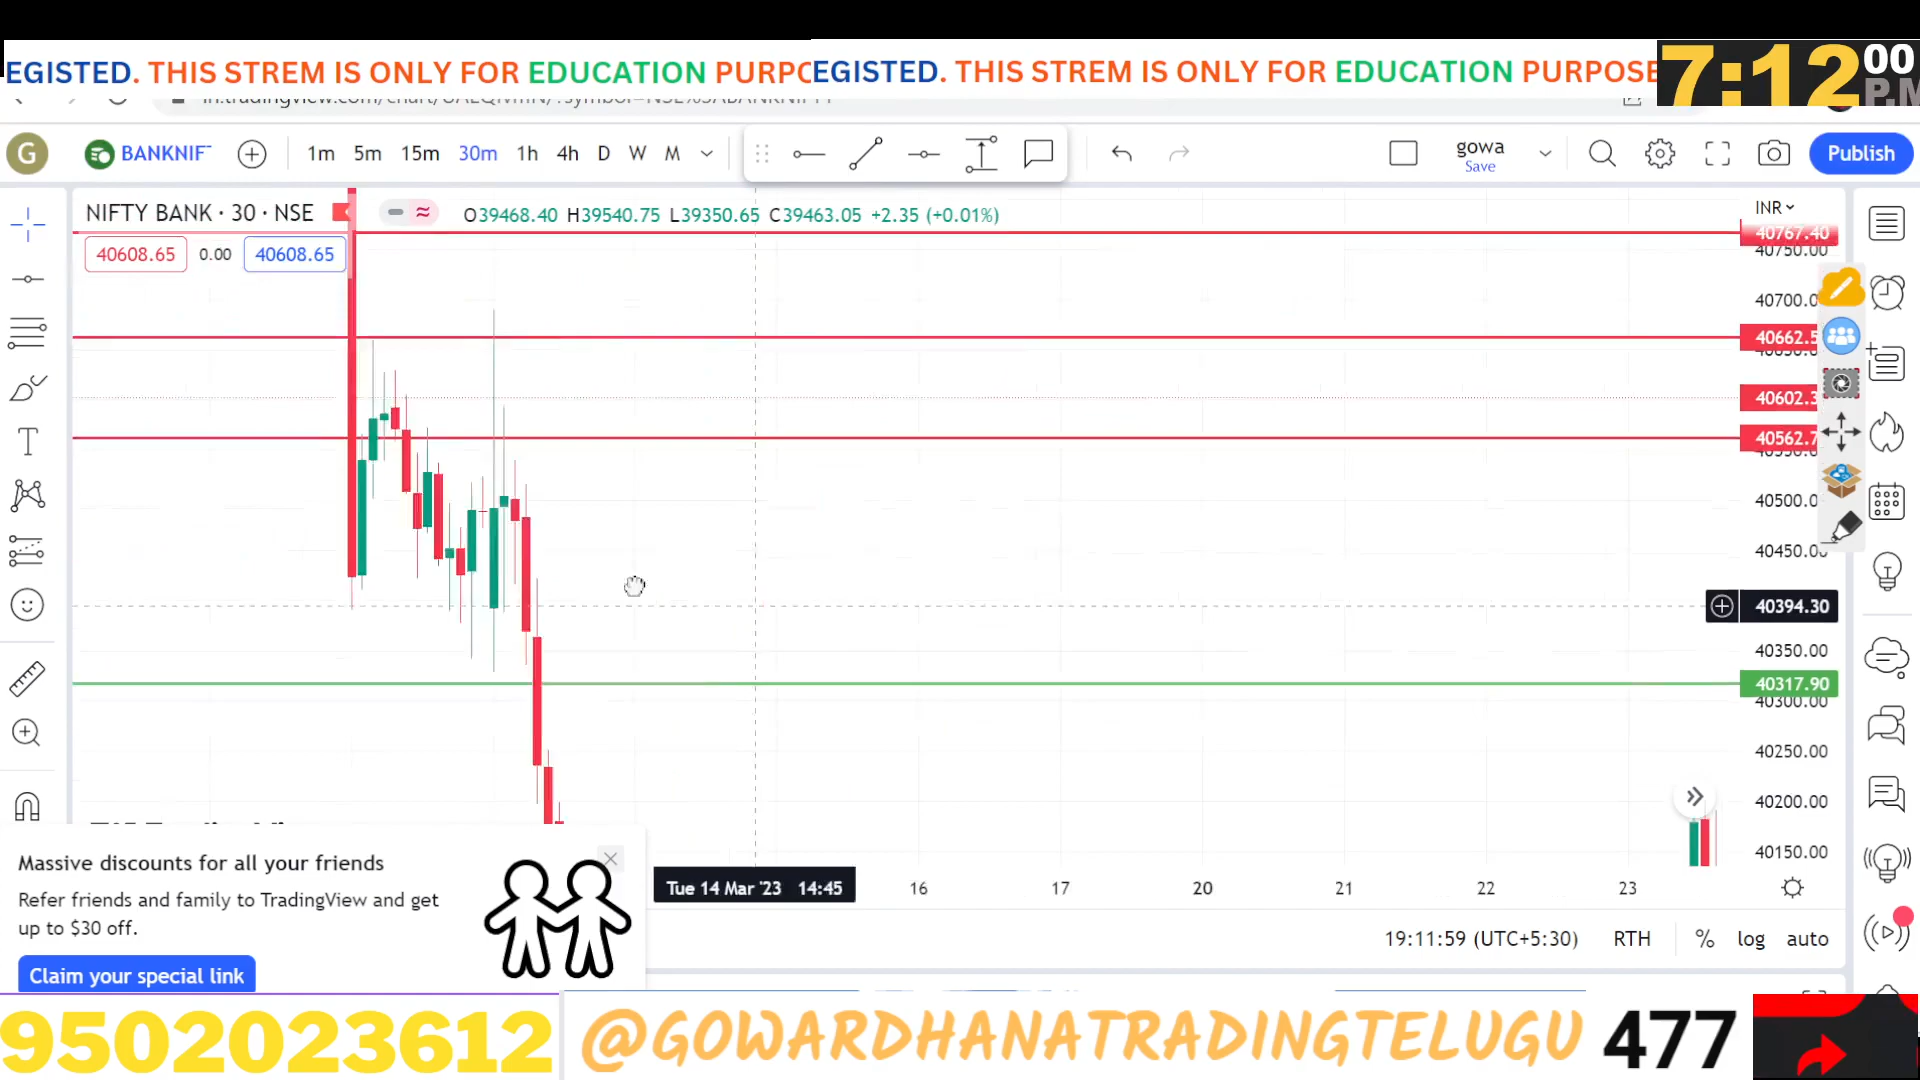 EGISTED. THIS STREM IS ONLY FOR EDUCATION PURPC
EGISTED. THIS STREM IS ONLY FOR EDUCATION PURPOSE
7:12 00 P.M
G
BANKNIF
1m 5m 15m 30m 1h 4h D W M
gowa
Save
Publish
NIFTY BANK · 30 · NSE
O39468.40 H39540.75 L39350.65 C39463.05 +2.35 (+0.01%)
INR
40608.65 0.00 40608.65
40767.40
40750.00
40700.0
40662.5
40602.3
40562.7
40500.0
40450.0
40394.30
40350.00
40317.90
40300.00
40250.00
40200.00
40150.00
Massive discounts for all your friends
Refer friends and family to TradingView and get
up to $30 off.
Claim your special link
Tue 14 Mar '23 14:45
16 17 20 21 22 23
19:11:59 (UTC+5:30) RTH % log auto
9502023612 @GOWARDHANATRADINGTELUGU 477